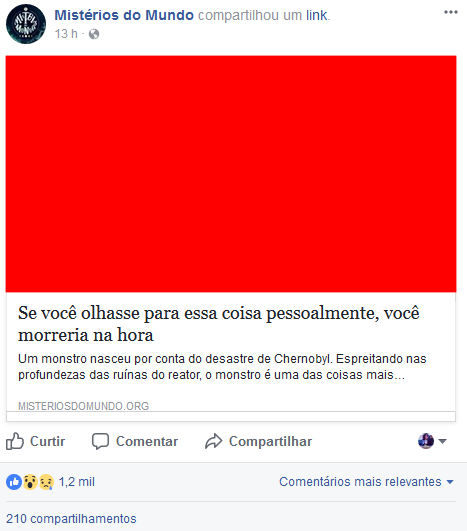 Mistérios do Mundo compartilhou um link.
13 h ·
Se você olhasse para essa coisa pessoalmente, você
morreria na hora
Um monstro nasceu por conta do desastre de Chernobyl. Espreitando nas
profundezas das ruínas do reator, o monstro é uma das coisas mais...
MISTERIOSDOMUNDO.ORG
Curtir Comentar Compartilhar
1,2 mil Comentários mais relevantes
210 compartilhamentos